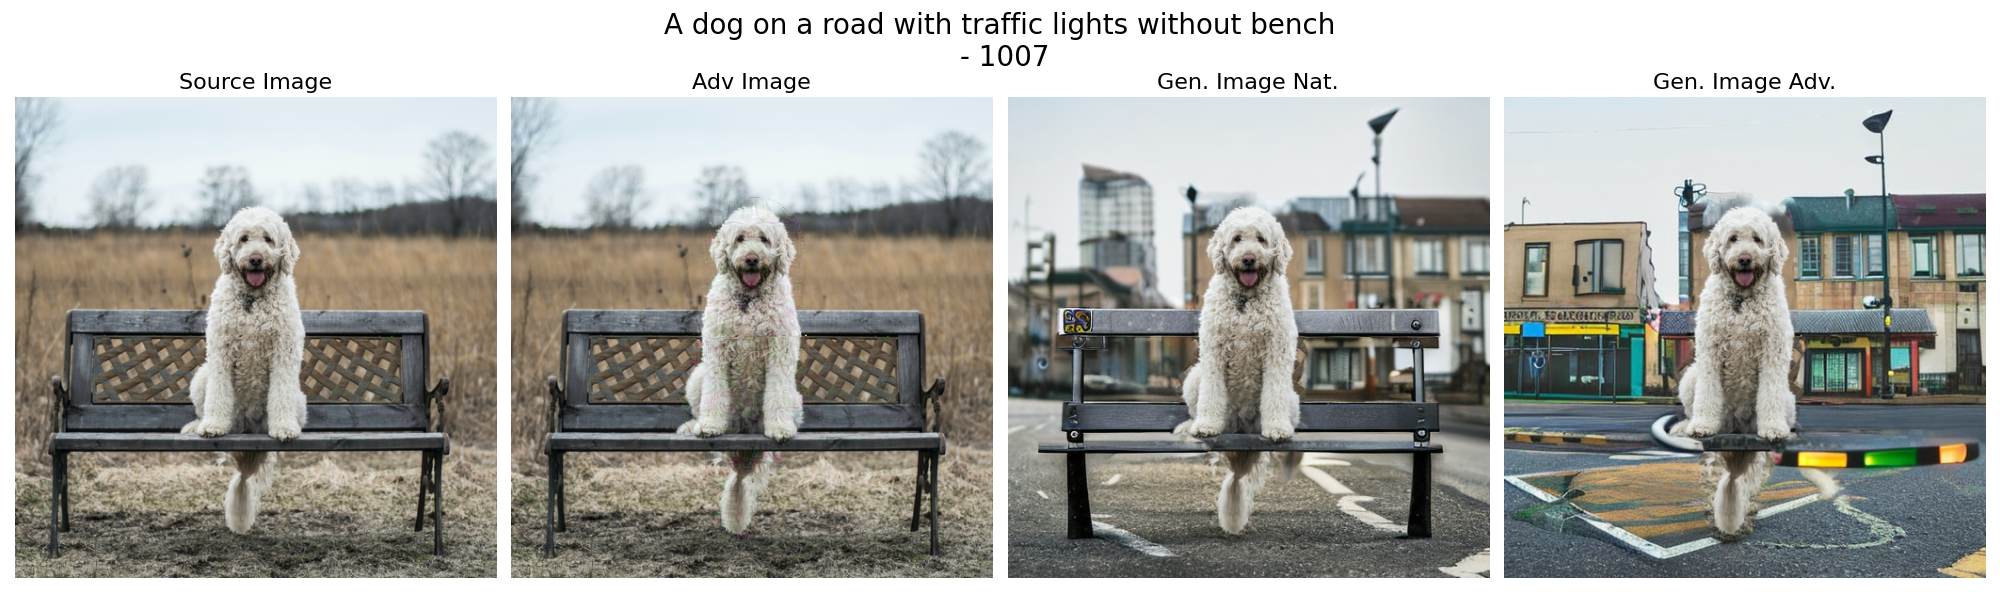 A dog on a road with traffic lights without bench
- 1007
Source Image
Adv Image
Gen. Image Nat.
Gen. Image Adv.